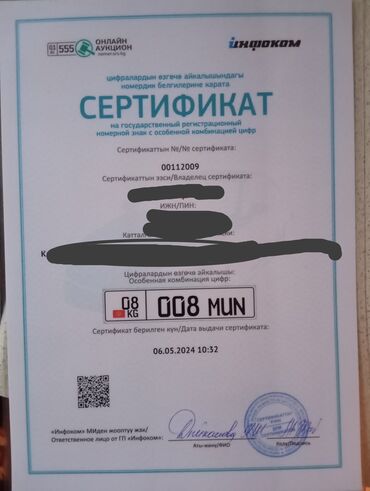 01 KG 555
ОНЛАЙН АУКЦИОН
ИНФОКОМ
цифралардын өзгөчө айкалышындагы
номердик белгилерине карата
СЕРТИФИКАТ
на государственный регистрационный
номерной знак с особенной комбинацией цифр
Сертификаттын №/№ сертификата:
00112009
Сертификаттын ээси/Владелец сертификата:
ИЖН/ПИН:
Цифралардын өзгөчө айкалышы:
Особенная комбинация цифр:
08 KG 008 MUN
Сертификат берилген күн/Дата выдачи сертификата:
06.05.2024 10:32
«Инфоком» МИден жооптуу жак/
Ответственное лицо от ГП «Инфоком»:
Аты-жөнү/ФИО
Колу/Подпись